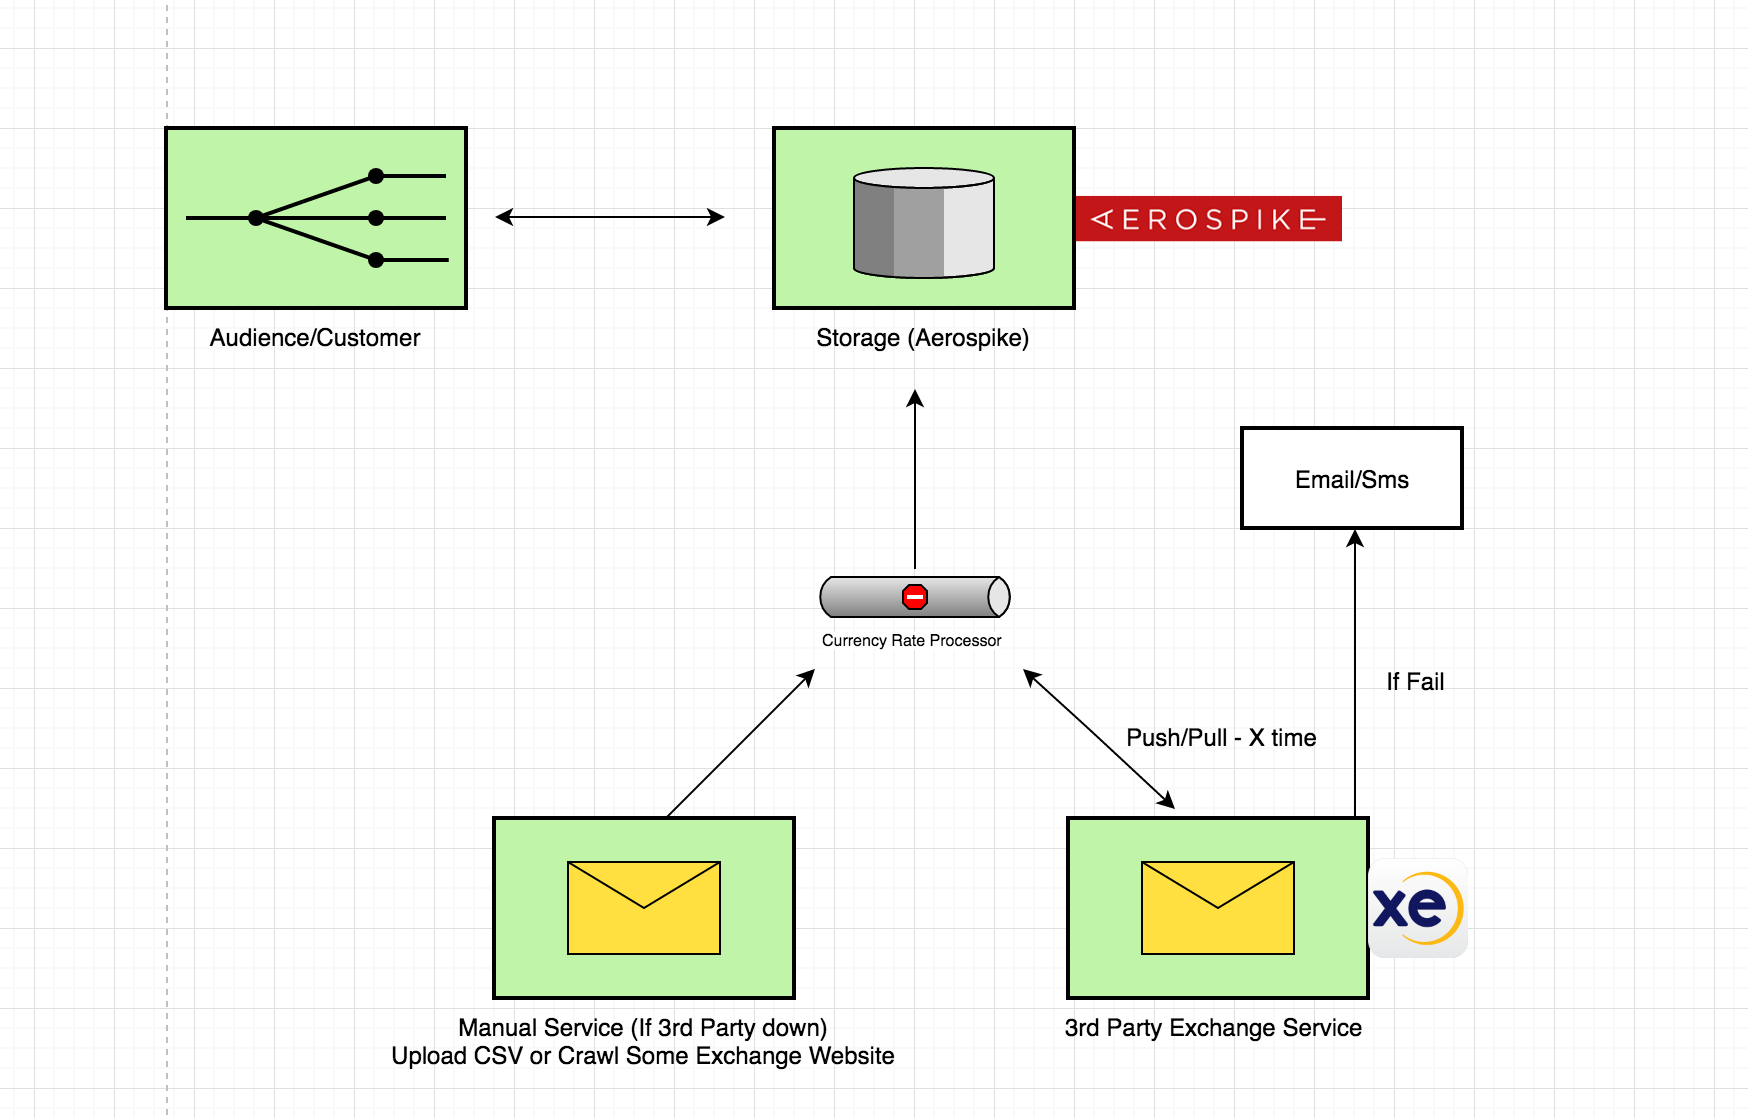 AEROSPIKE
Audience/Customer
Storage (Aerospike)
Email/Sms
Currency Rate Processor
If Fail
Push/Pull - X time
xe
Manual Service (If 3rd Party down)
Upload CSV or Crawl Some Exchange Website
3rd Party Exchange Service